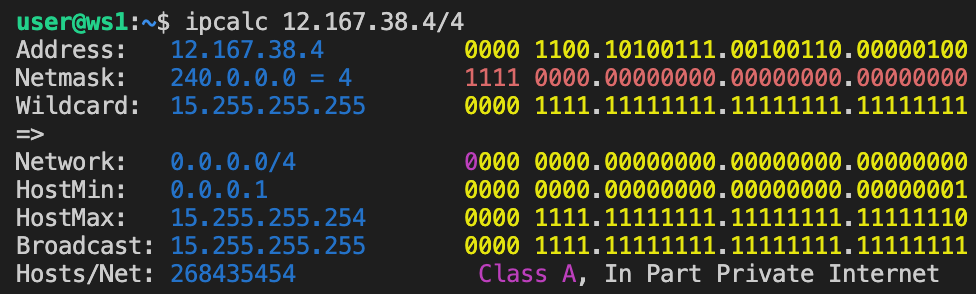 user@ws1:~$ ipcalc 12.167.38.4/4
Address:   12.167.38.4          0000 1100.10100111.00100110.00000100
Netmask:   240.0.0.0 = 4        1111 0000.00000000.00000000.00000000
Wildcard:  15.255.255.255       0000 1111.11111111.11111111.11111111
=>
Network:   0.0.0.0/4            0000 0000.00000000.00000000.00000000
HostMin:   0.0.0.1              0000 0000.00000000.00000000.00000001
HostMax:   15.255.255.254       0000 1111.11111111.11111111.11111110
Broadcast: 15.255.255.255       0000 1111.11111111.11111111.11111111
Hosts/Net: 268435454             Class A, In Part Private Internet